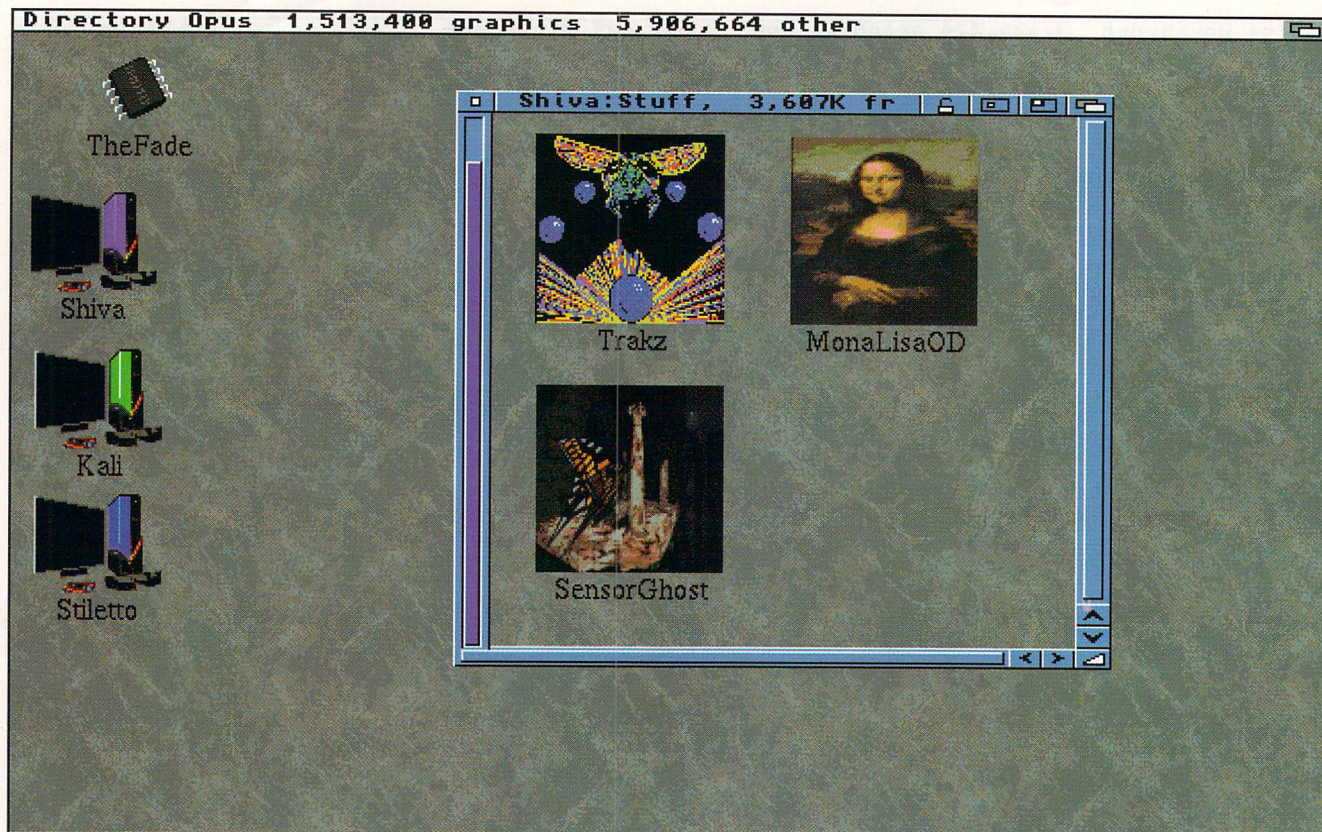 Directory Opus 1,513,400 graphics 5,906,664 other
TheFade
Shiva
Kali
Stiletto
Shiva:Stuff, 3,607K fr
Trakz
MonaLisaOD
SensorGhost